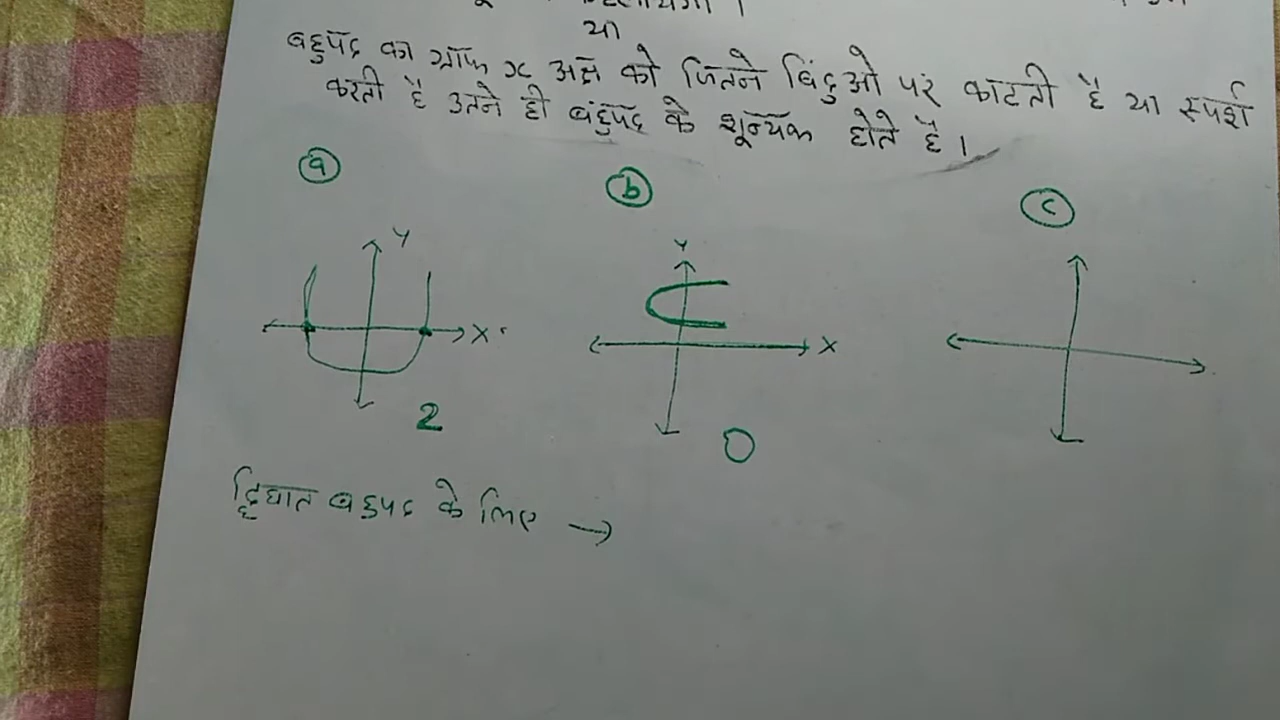 या
बहुपद का ग्राफ x अक्ष को जितने बिंदुओ पर काटती है या स्पर्श
करती है उतने ही बहुपद के शून्यक होते है।
a b c
Y Y
X X
2 0
द्विघात बहुपद के लिए →